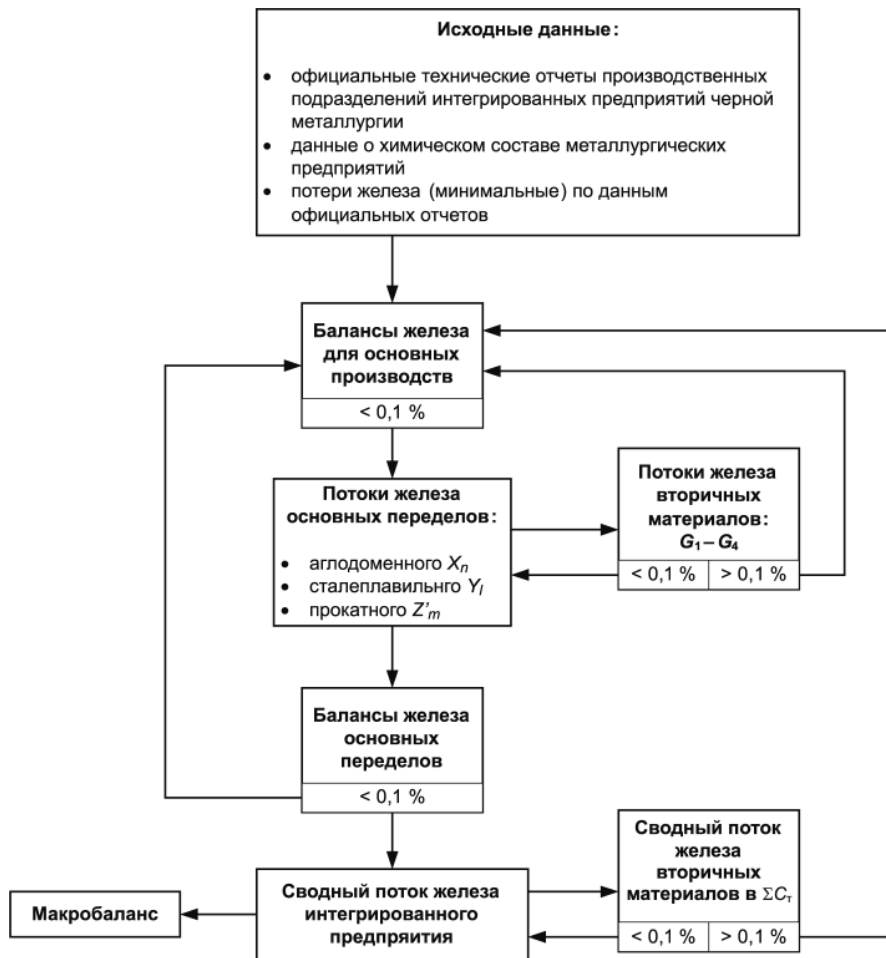 Исходные данные:
• официальные технические отчеты производственных
подразделений интегрированных предприятий черной
металлургии
• данные о химическом составе металлургических
предприятий
• потери железа (минимальные) по данным
официальных отчетов
Балансы железа
для основных
производств
< 0,1 %
Потоки железа
основных переделов:
• аглодоменного Xn
• сталеплавильнго Yl
• прокатного Z’m
Потоки железа
вторичных
материалов:
G1 – G4
< 0,1 % > 0,1 %
Балансы железа
основных
переделов
< 0,1 %
Сводный поток
железа
вторичных
материалов в ΣCт
< 0,1 % > 0,1 %
Сводный поток железа
интегрированного
предпряития
Макробаланс